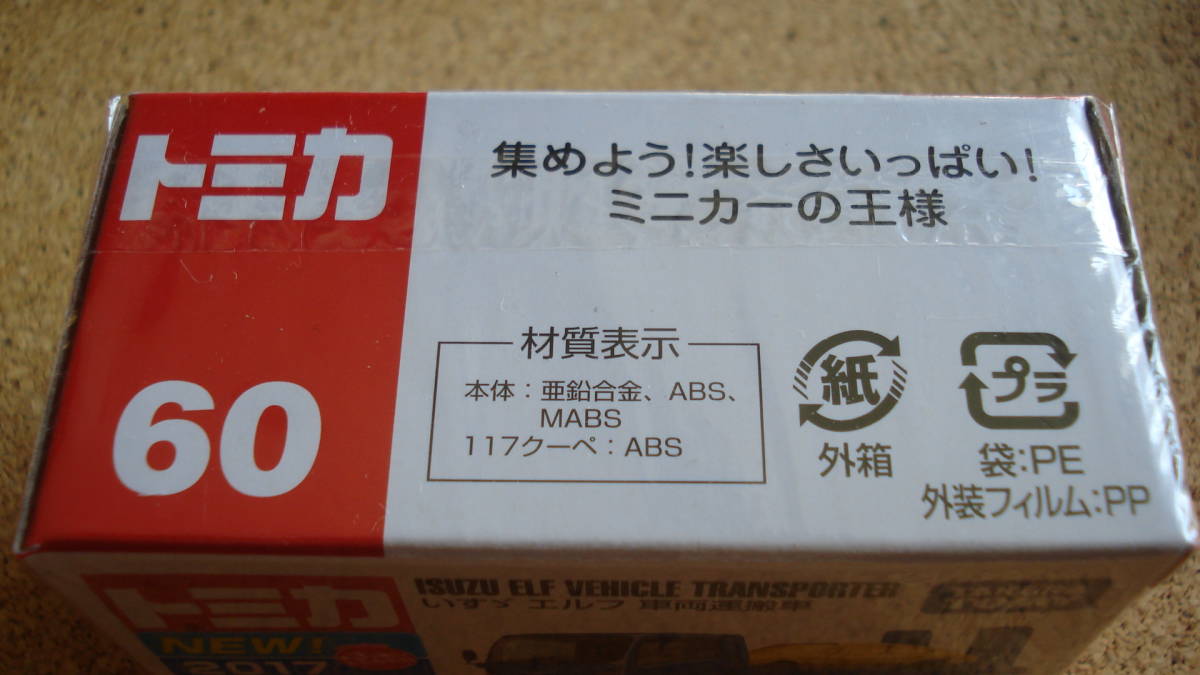 トミカ
集めよう!楽しさいっぱい!
ミニカーの王様
60
材質表示
本体：亜鉛合金、ABS、
MABS
117クーペ：ABS
紙
外箱
プラ
袋:PE
外装フィルム:PP
トミカ
ISUZU ELF VEHICLE TRANSPORTER
いすゞ エルフ 車両運搬車
NEW!
2017